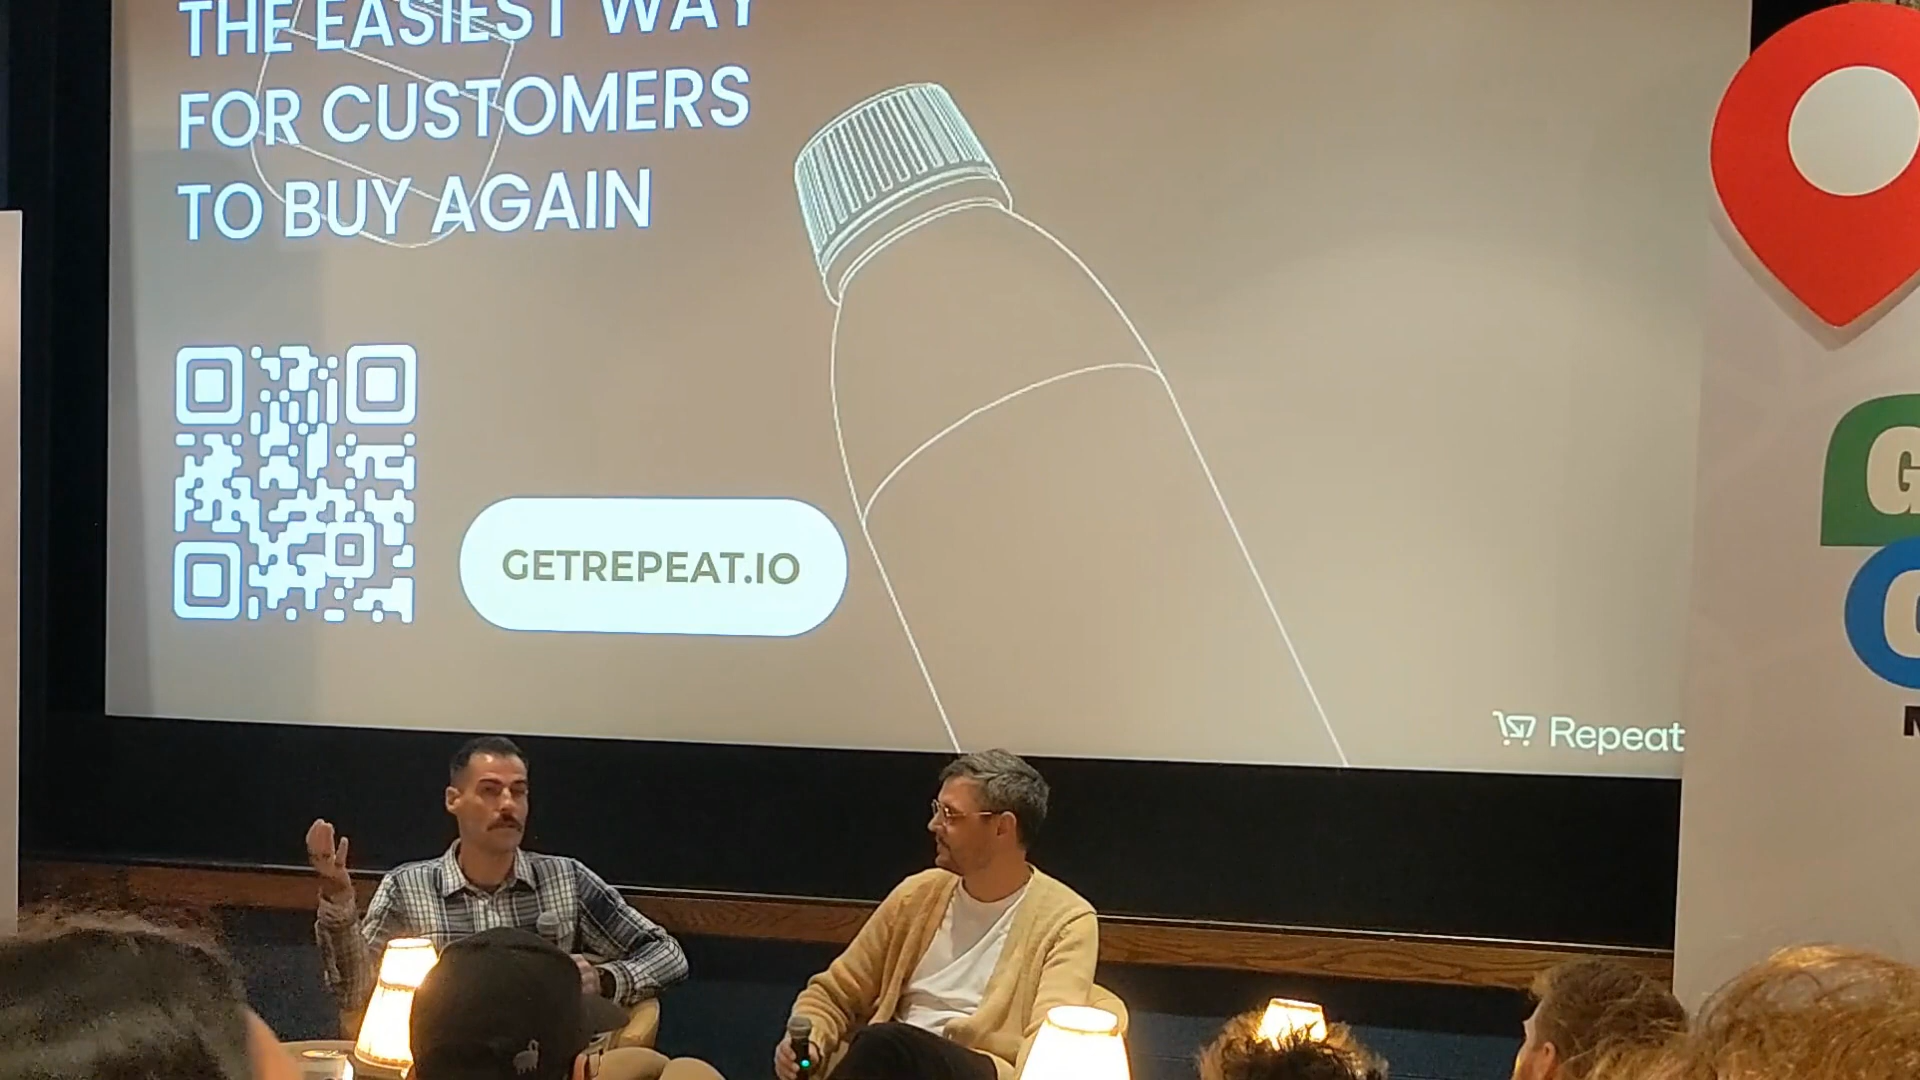 THE EASIEST WAY
FOR CUSTOMERS
TO BUY AGAIN
GETREPEAT.IO
Repeat
G